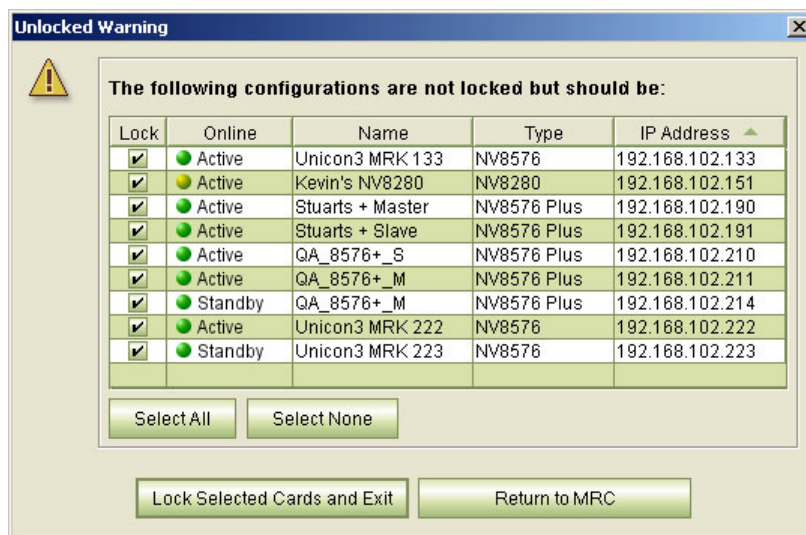 Unlocked Warning
The following configurations are not locked but should be:
Lock Online Name Type IP Address
Active Unicon3 MRK 133 NV8576 192.168.102.133
Active Kevin's NV8280 NV8280 192.168.102.151
Active Stuarts + Master NV8576 Plus 192.168.102.190
Active Stuarts + Slave NV8576 Plus 192.168.102.191
Active QA_8576+_S NV8576 Plus 192.168.102.210
Active QA_8576+_M NV8576 Plus 192.168.102.211
Standby QA_8576+_M NV8576 Plus 192.168.102.214
Active Unicon3 MRK 222 NV8576 192.168.102.222
Standby Unicon3 MRK 223 NV8576 192.168.102.223
Select All Select None
Lock Selected Cards and Exit Return to MRC